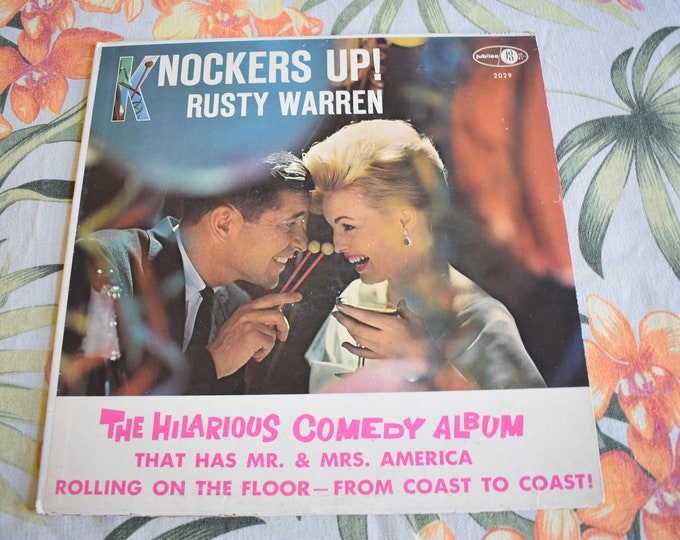 KNOCKERS UP!
RUSTY WARREN
jubilee
2029
THE HILARIOUS COMEDY ALBUM
THAT HAS MR. & MRS. AMERICA
ROLLING ON THE FLOOR—FROM COAST TO COAST!